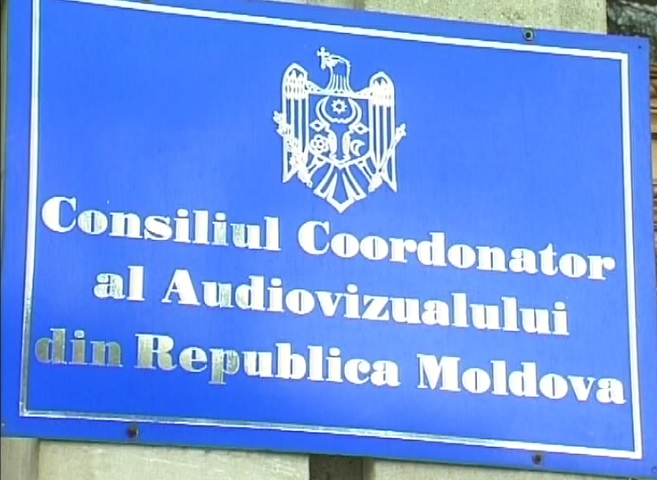 Consiliul Coordonator
al Audiovizualului
din Republica Moldova